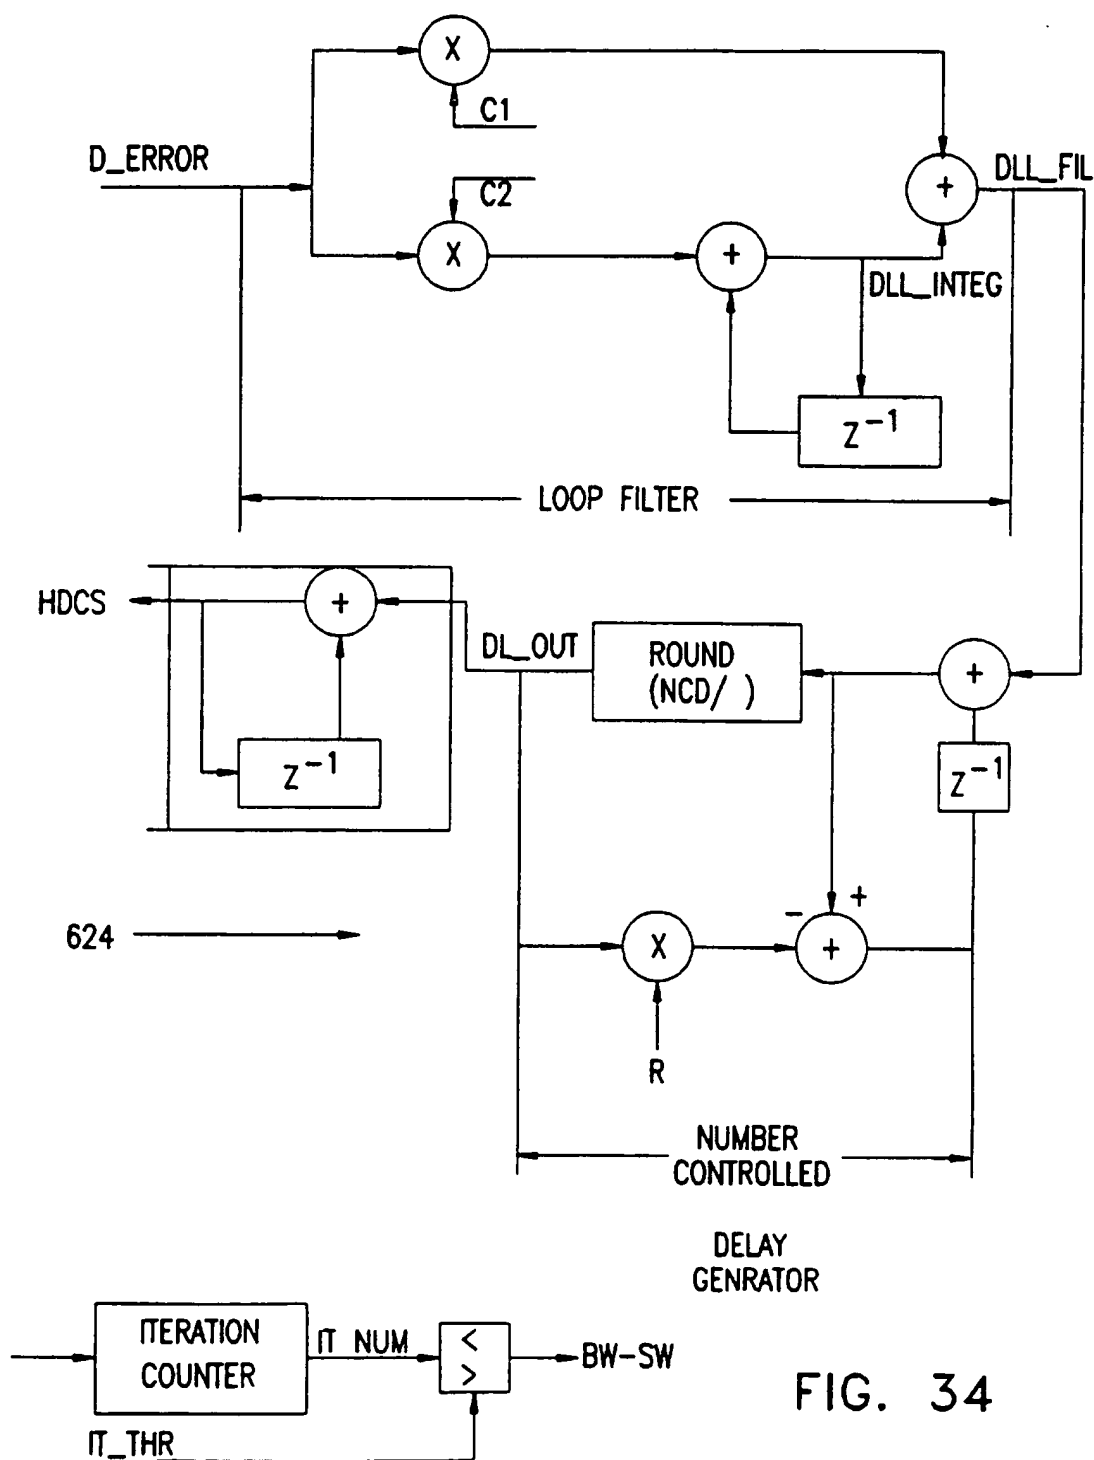 X
C1
D_ERROR
C2
X
+
+
DLL_FIL
DLL_INTEG
Z⁻¹
LOOP FILTER
HDCS
+
DL_OUT
ROUND
(NCD/ )
+
Z⁻¹
Z⁻¹
624
X
-
+
+
R
NUMBER
CONTROLLED
DELAY
GENRATOR
ITERATION
COUNTER
IT NUM
<
>
BW-SW
IT_THR
FIG. 34